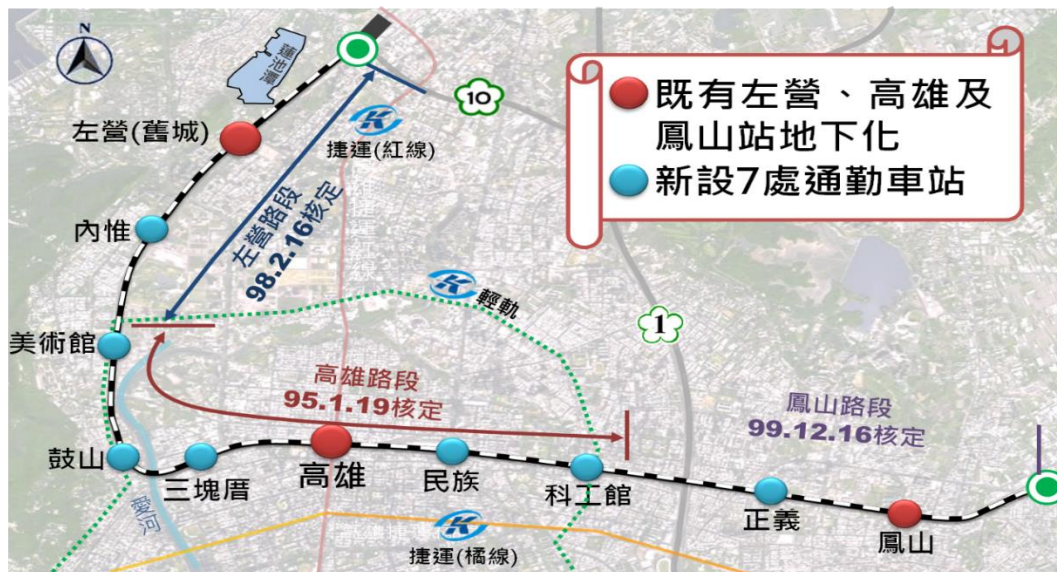 N
蓮池潭
10
既有左營、高雄及
鳳山站地下化
新設7處通勤車站
左營(舊城)
捷運(紅線)
左營路段
98.2.16核定
內惟
輕軌
1
美術館
高雄路段
95.1.19核定
鳳山路段
99.12.16核定
鼓山
三塊厝
高雄
民族
科工館
正義
鳳山
愛河
捷運(橘線)